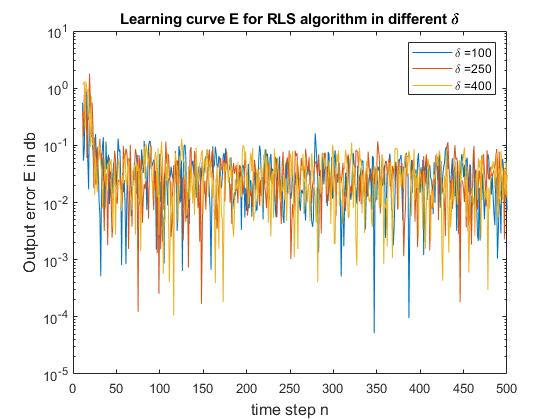 Learning curve E for RLS algorithm in different δ
10^1
10^0
10^-1
10^-2
10^-3
10^-4
10^-5
Output error E in db
δ =100
δ =250
δ =400
0 50 100 150 200 250 300 350 400 450 500
time step n